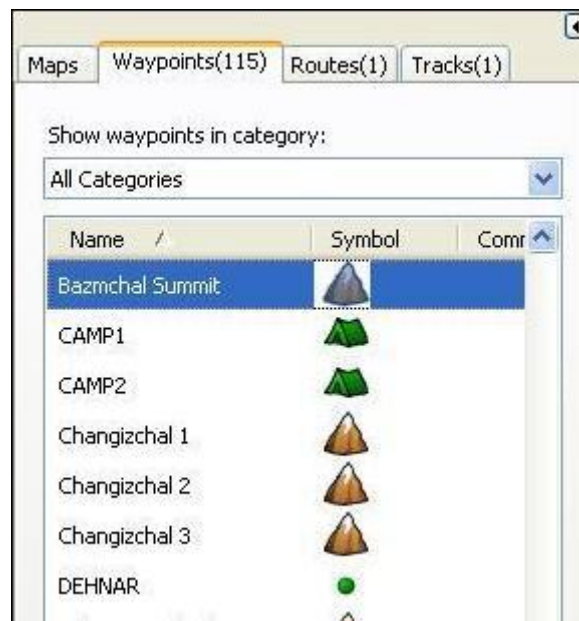 Maps Waypoints(115) Routes(1) Tracks(1)
Show waypoints in category:
All Categories
Name Symbol
Bazmchal Summit
CAMP1
CAMP2
Changizchal 1
Changizchal 2
Changizchal 3
DEHNAR